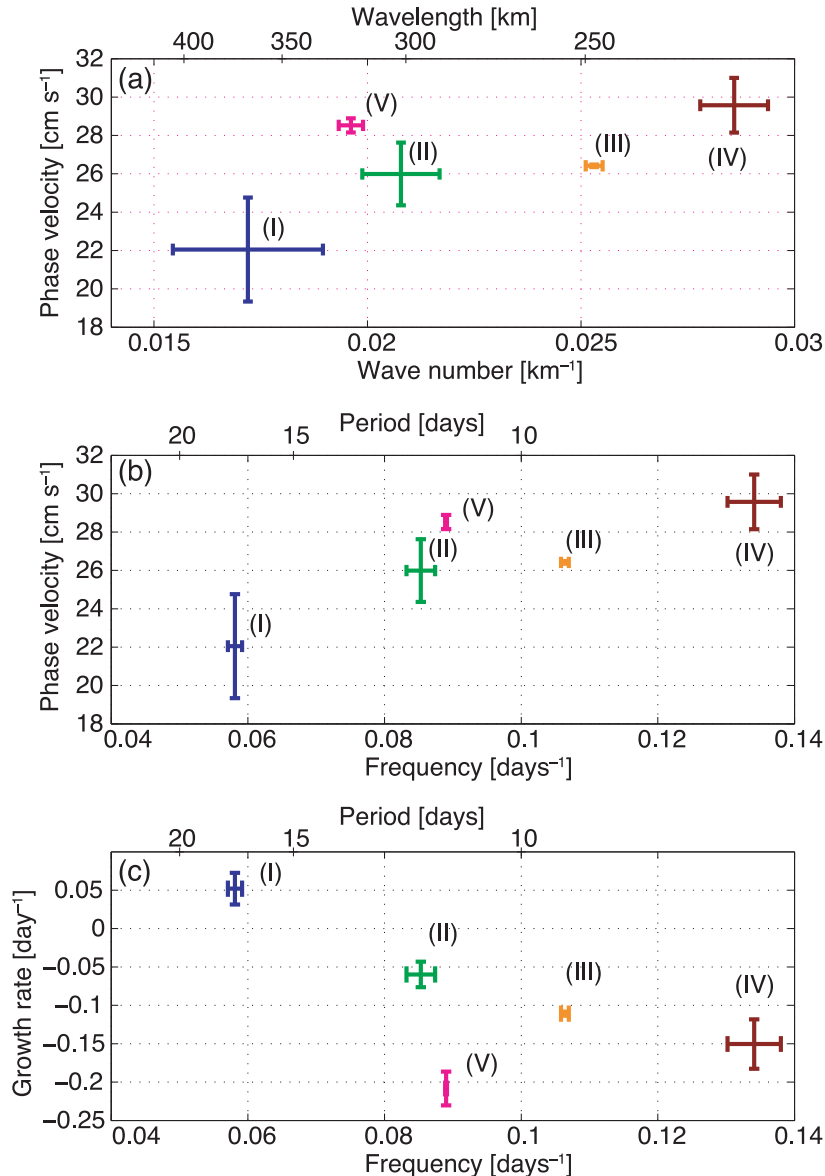 Wavelength [km]
400 350 300 250
(a)
32
30
28
26
24
22
20
18
Phase velocity [cm s⁻¹]
(V)
(II)
(III)
(IV)
(I)
0.015 0.02 0.025 0.03
Wave number [km⁻¹]
Period [days]
20 15 10
(b)
32
30
28
26
24
22
20
18
Phase velocity [cm s⁻¹]
(V)
(II)
(III)
(IV)
(I)
0.04 0.06 0.08 0.1 0.12 0.14
Frequency [days⁻¹]
Period [days]
20 15 10
(c)
0.05
0
−0.05
−0.1
−0.15
−0.2
−0.25
Growth rate [day⁻¹]
(I)
(II)
(III)
(IV)
(V)
0.04 0.06 0.08 0.1 0.12 0.14
Frequency [days⁻¹]